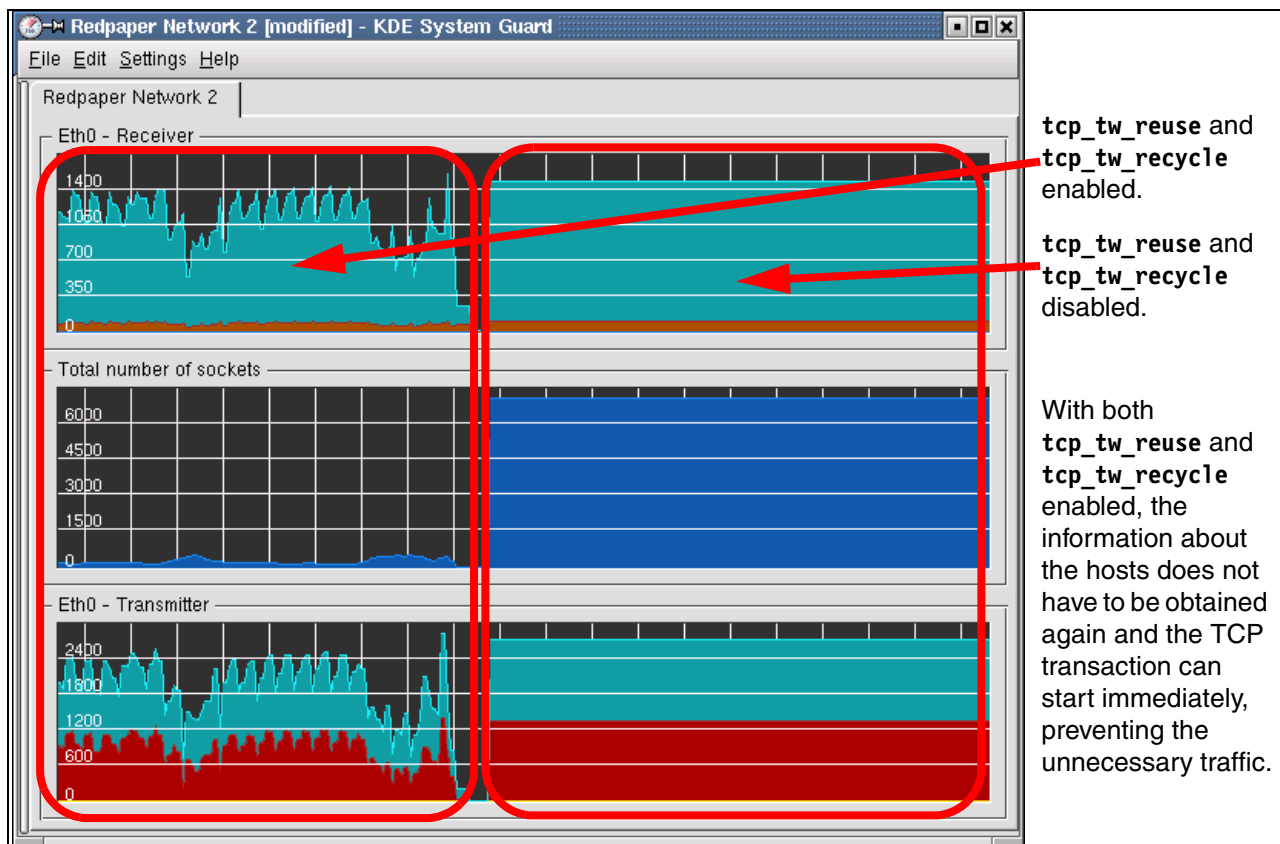 Redpaper Network 2 [modified] - KDE System Guard
File Edit Settings Help
Redpaper Network 2
Eth0 - Receiver
1400
1050
700
350
0
Total number of sockets
6000
4500
3000
1500
0
Eth0 - Transmitter
2400
1800
1200
600
0
tcp_tw_reuse and
tcp_tw_recycle
enabled.
tcp_tw_reuse and
tcp_tw_recycle
disabled.
With both
tcp_tw_reuse and
tcp_tw_recycle
enabled, the
information about
the hosts does not
have to be obtained
again and the TCP
transaction can
start immediately,
preventing the
unnecessary traffic.